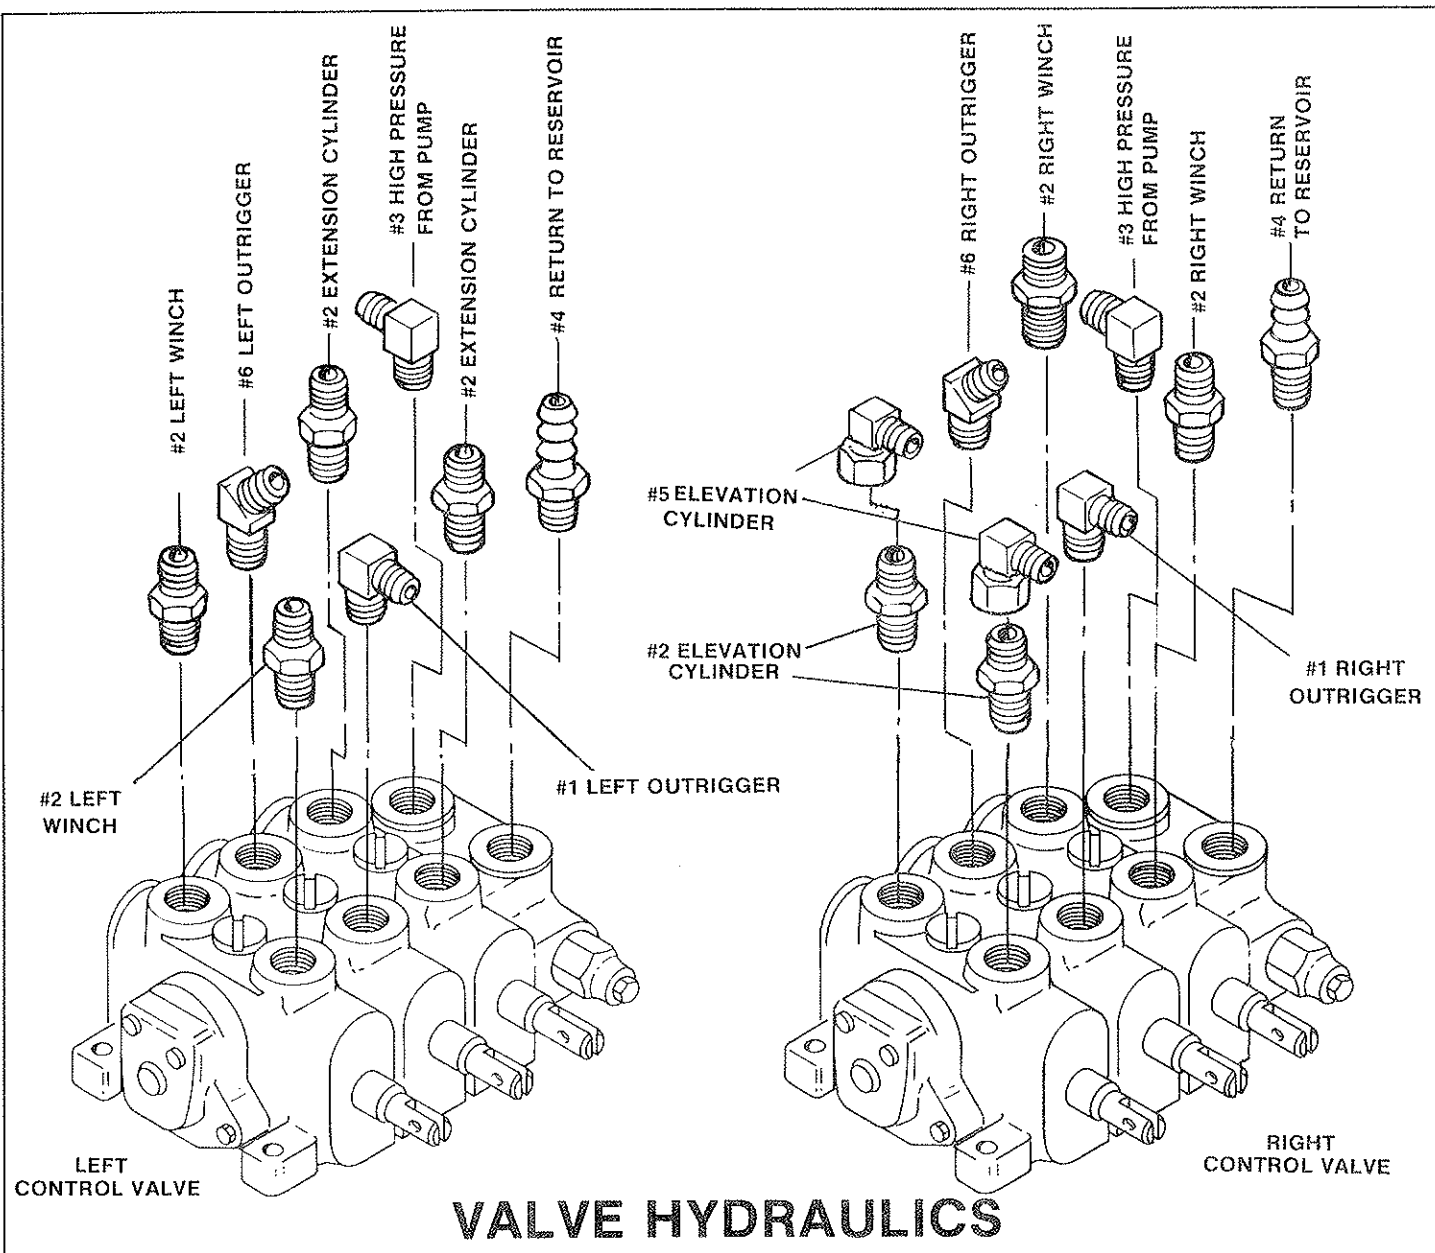 #2 LEFT WINCH
#6 LEFT OUTRIGGER
#2 EXTENSION CYLINDER
#3 HIGH PRESSURE
FROM PUMP
#2 EXTENSION CYLINDER
#4 RETURN TO RESERVOIR
#6 RIGHT OUTRIGGER
#2 RIGHT WINCH
#3 HIGH PRESSURE
FROM PUMP
#2 RIGHT WINCH
#4 RETURN
TO RESERVOIR
#5 ELEVATION
CYLINDER
#2 ELEVATION
CYLINDER
#1 RIGHT
OUTRIGGER
#2 LEFT
WINCH
#1 LEFT OUTRIGGER
LEFT
CONTROL VALVE
RIGHT
CONTROL VALVE
VALVE HYDRAULICS